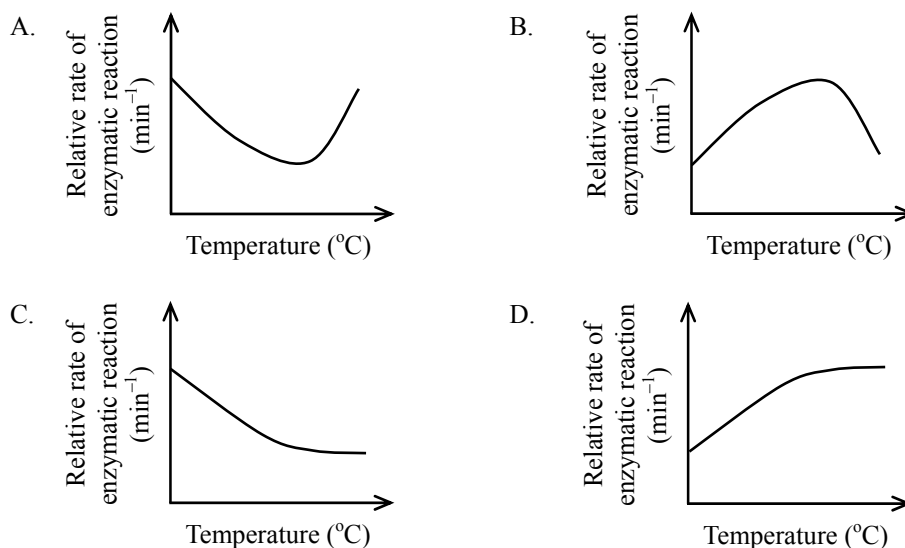 A.
Relative rate of
enzymatic reaction
(min⁻¹)
Temperature (°C)
B.
Relative rate of
enzymatic reaction
(min⁻¹)
Temperature (°C)
C.
Relative rate of
enzymatic reaction
(min⁻¹)
Temperature (°C)
D.
Relative rate of
enzymatic reaction
(min⁻¹)
Temperature (°C)